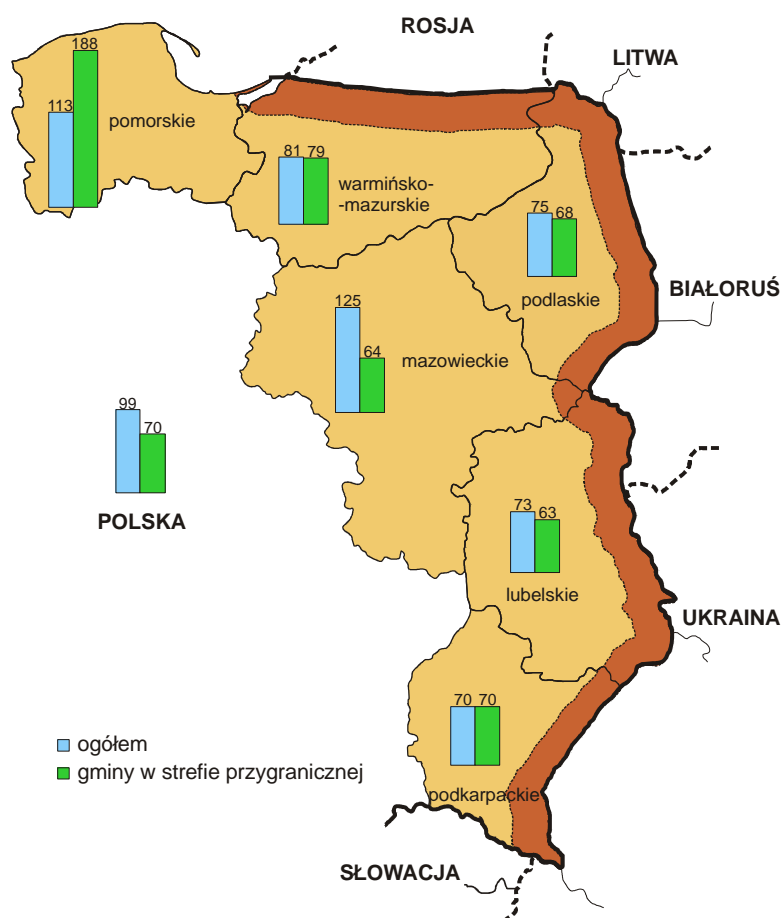 ROSJA
188
LITWA
113
pomorskie
81 79
warmińsko-
-mazurskie
75
68
podlaskie
BIAŁORUŚ
125
64
mazowieckie
99
70
POLSKA
73
63
lubelskie
UKRAINA
70 70
podkarpackie
ogółem
gminy w strefie przygranicznej
SŁOWACJA